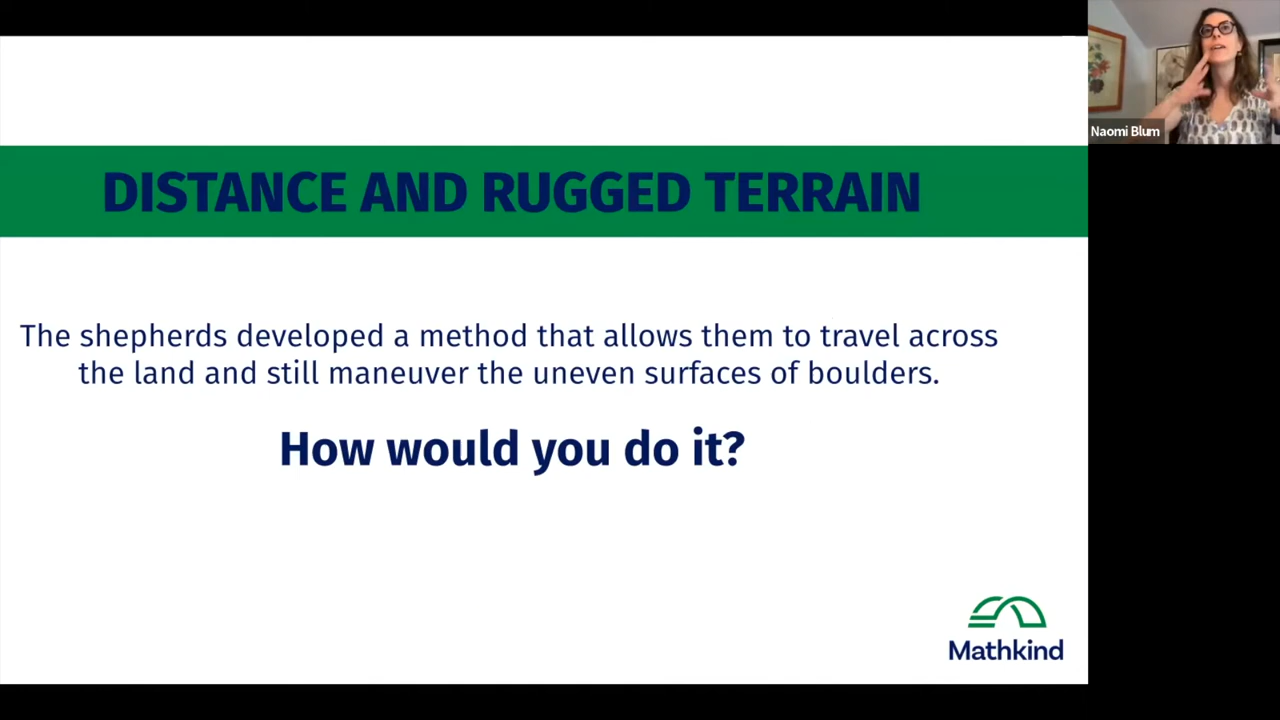 DISTANCE AND RUGGED TERRAIN
The shepherds developed a method that allows them to travel across
the land and still maneuver the uneven surfaces of boulders.
How would you do it?
Mathkind
Naomi Blum